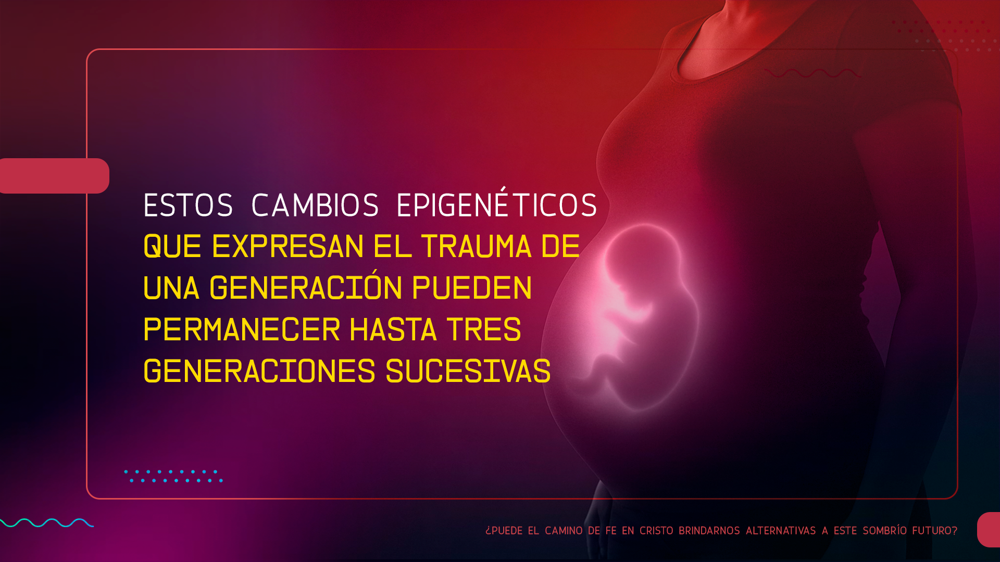 ESTOS CAMBIOS EPIGENÉTICOS
QUE EXPRESAN EL TRAUMA DE
UNA GENERACIÓN PUEDEN
PERMANECER HASTA TRES
GENERACIONES SUCESIVAS
¿PUEDE EL CAMINO DE FE EN CRISTO BRINDARNOS ALTERNATIVAS A ESTE SOMBRÍO FUTURO?